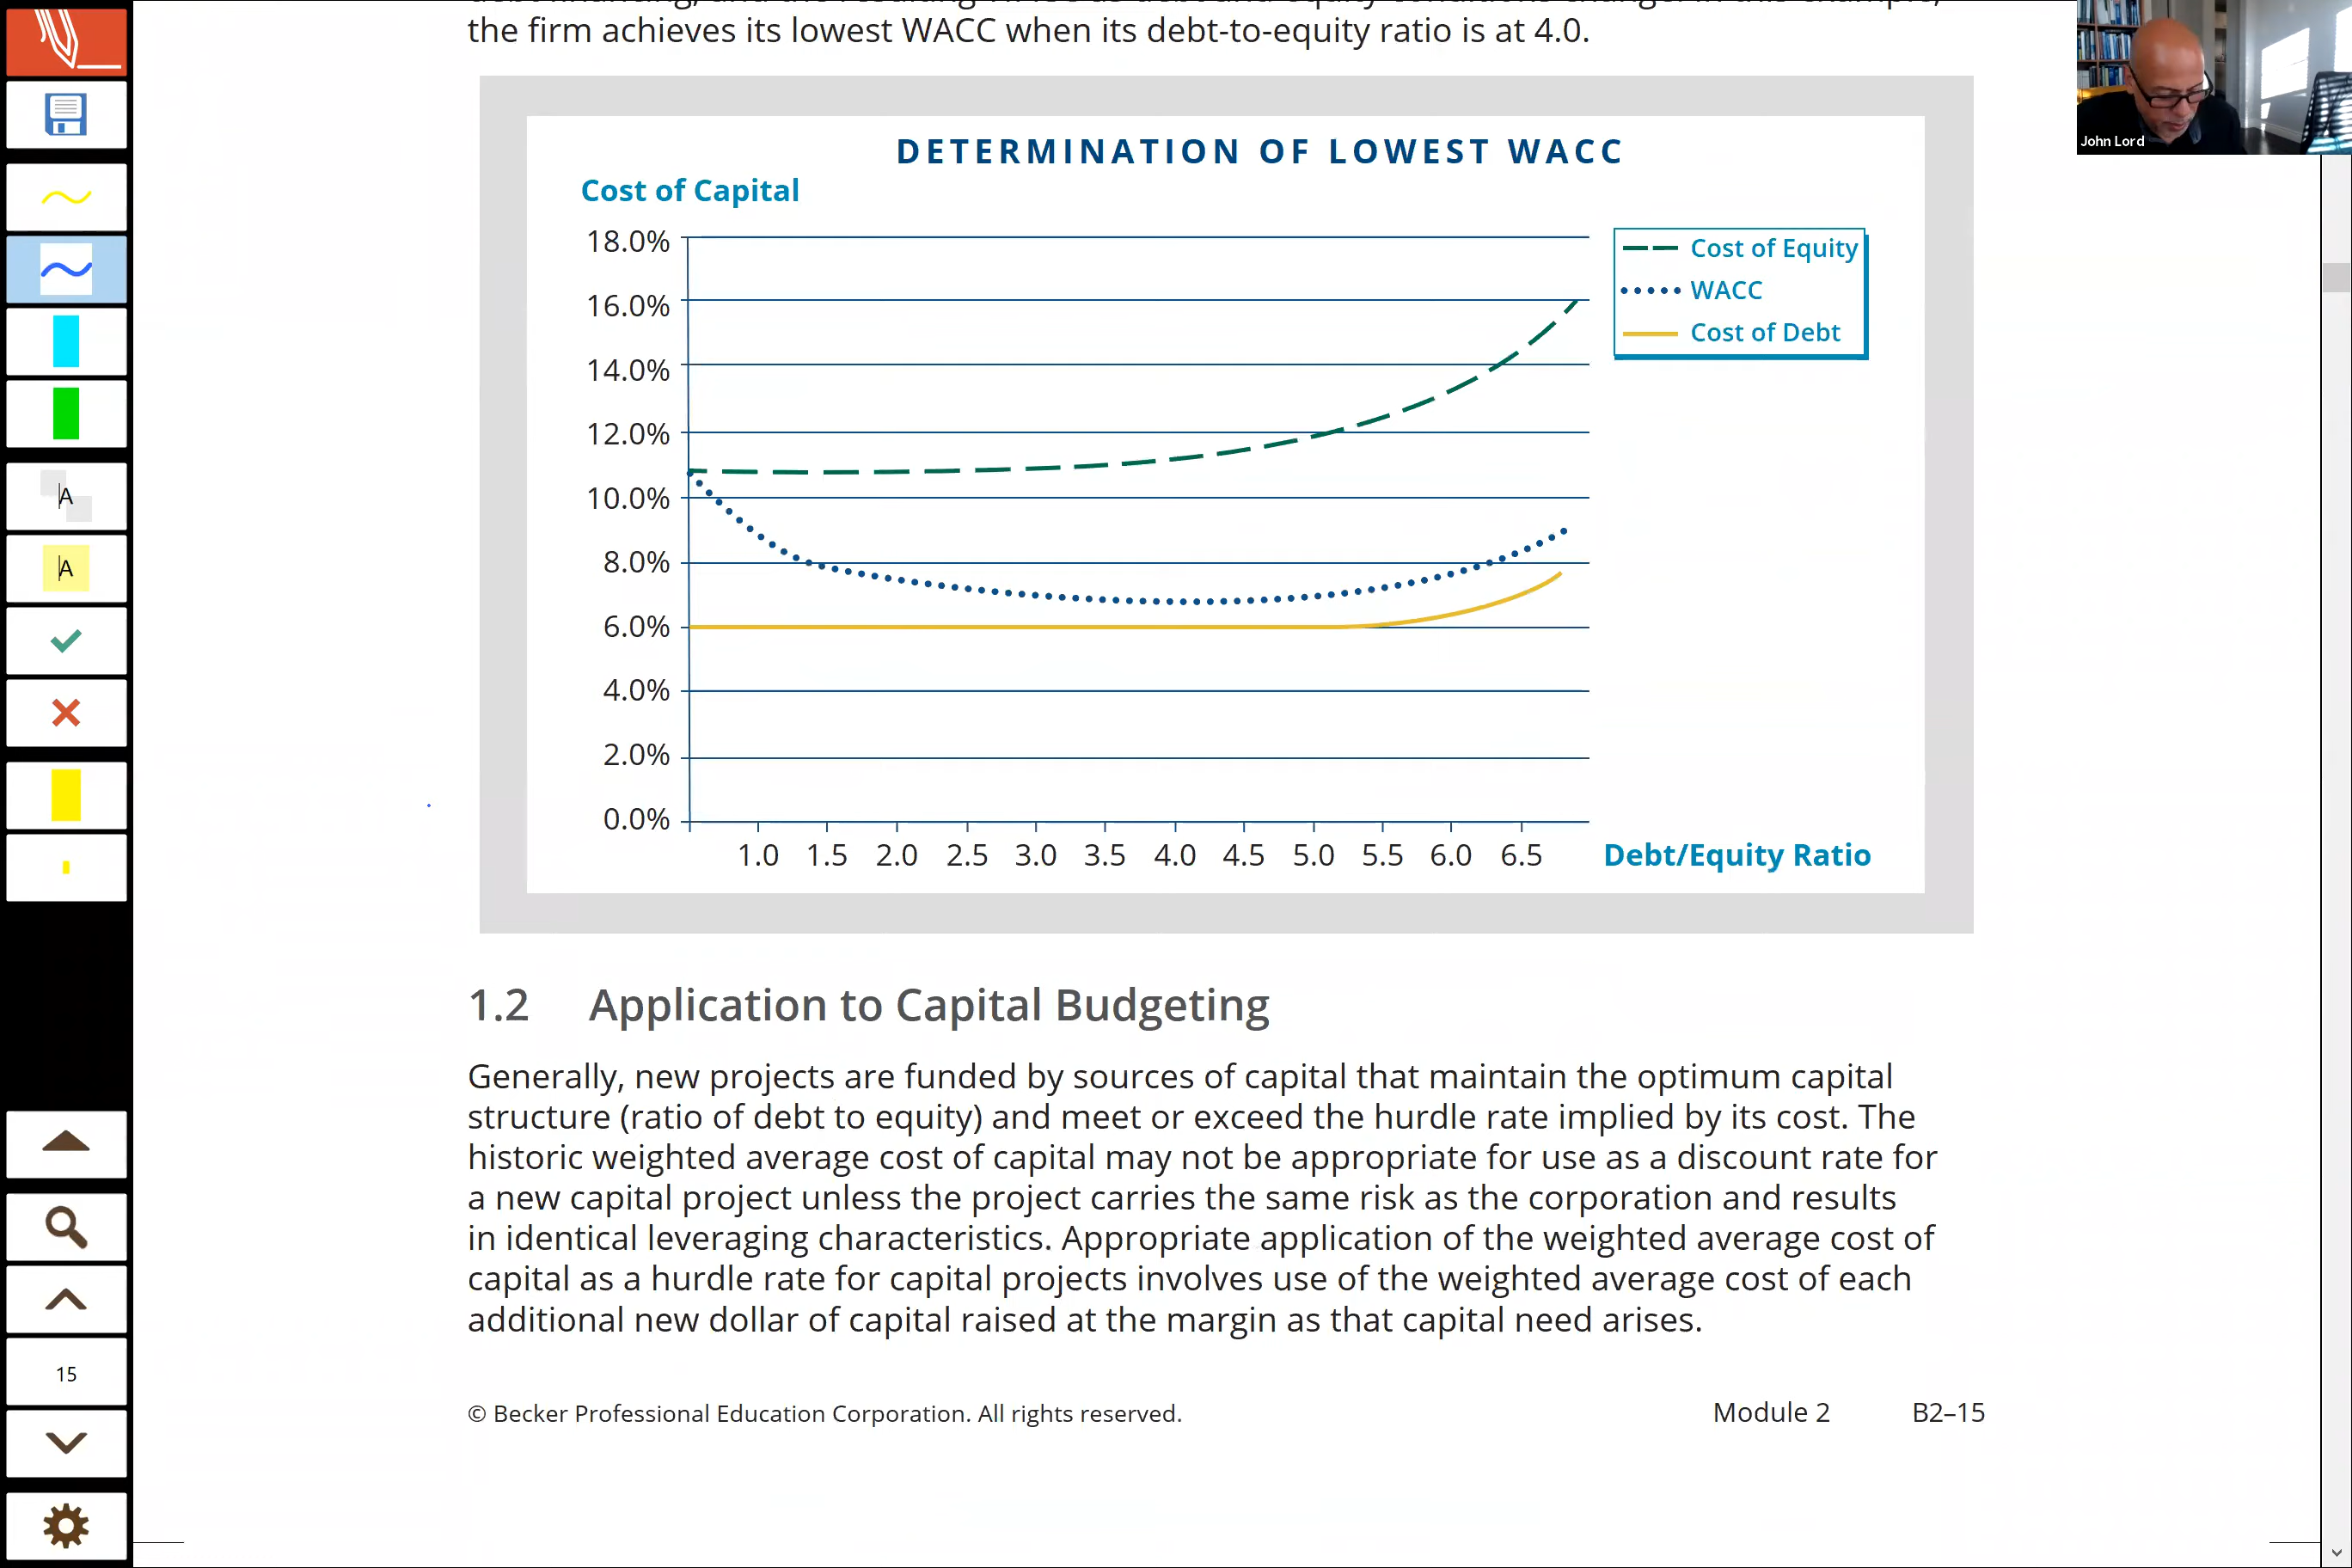 the firm achieves its lowest WACC when its debt-to-equity ratio is at 4.0.
John Lord
DETERMINATION OF LOWEST WACC
Cost of Capital
18.0%
16.0%
14.0%
12.0%
10.0%
8.0%
6.0%
4.0%
2.0%
0.0%
Cost of Equity
WACC
Cost of Debt
1.0 1.5 2.0 2.5 3.0 3.5 4.0 4.5 5.0 5.5 6.0 6.5
Debt/Equity Ratio
A
A
1.2 Application to Capital Budgeting
Generally, new projects are funded by sources of capital that maintain the optimum capital
structure (ratio of debt to equity) and meet or exceed the hurdle rate implied by its cost. The
historic weighted average cost of capital may not be appropriate for use as a discount rate for
a new capital project unless the project carries the same risk as the corporation and results
in identical leveraging characteristics. Appropriate application of the weighted average cost of
capital as a hurdle rate for capital projects involves use of the weighted average cost of each
additional new dollar of capital raised at the margin as that capital need arises.
15
© Becker Professional Education Corporation. All rights reserved.
Module 2 B2–15